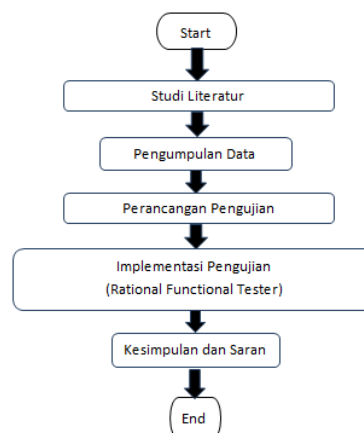 Start
Studi Literatur
Pengumpulan Data
Perancangan Pengujian
Implementasi Pengujian
(Rational Functional Tester)
Kesimpulan dan Saran
End